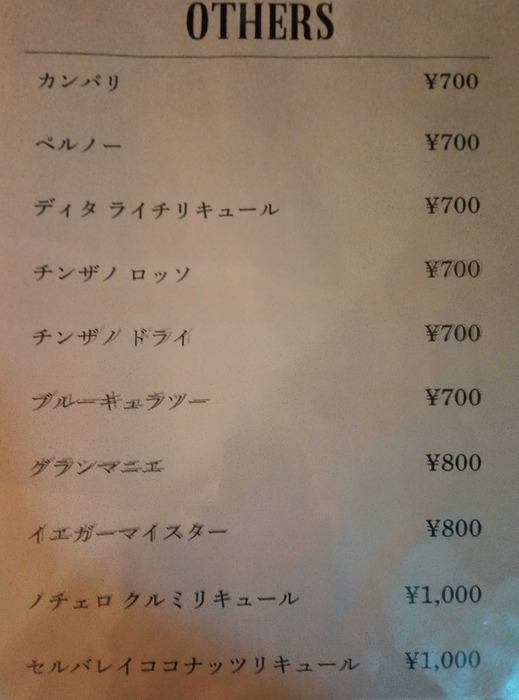 OTHERS
カンパリ ¥700
ペルノー ¥700
ディタ ライチリキュール ¥700
チンザノ ロッソ ¥700
チンザノ ドライ ¥700
ブルーキュラソー ¥700
グランマニエ ¥800
イエガーマイスター ¥800
ノチェロ クルミリキュール ¥1,000
セルバレイココナッツリキュール ¥1,000